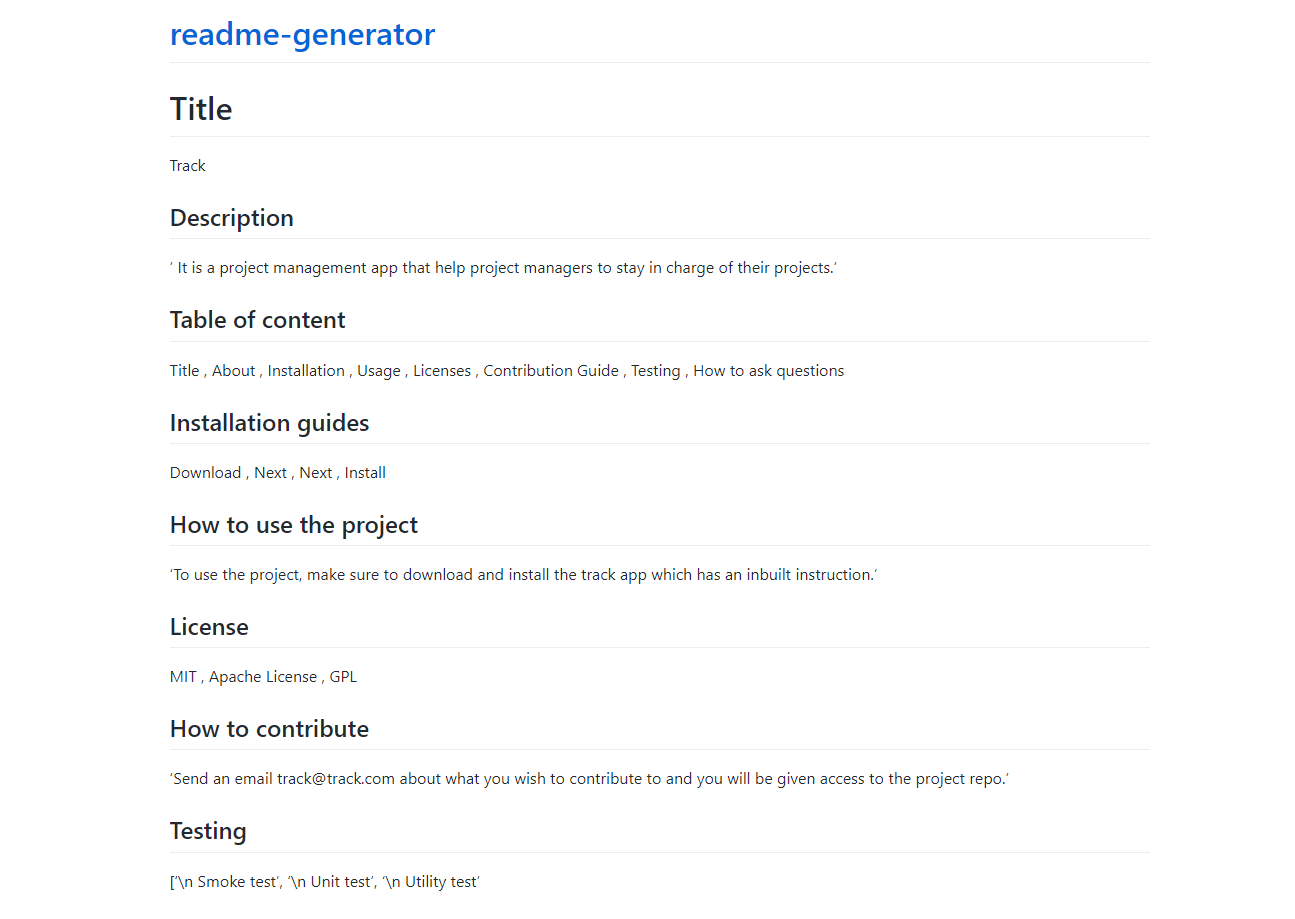 readme-generator
Title
Track
Description
‘ It is a project management app that help project managers to stay in charge of their projects.’
Table of content
Title , About , Installation , Usage , Licenses , Contribution Guide , Testing , How to ask questions
Installation guides
Download , Next , Next , Install
How to use the project
‘To use the project, make sure to download and install the track app which has an inbuilt instruction.’
License
MIT , Apache License , GPL
How to contribute
‘Send an email track@track.com about what you wish to contribute to and you will be given access to the project repo.’
Testing
[‘\n Smoke test’, ‘\n Unit test’, ‘\n Utility test’